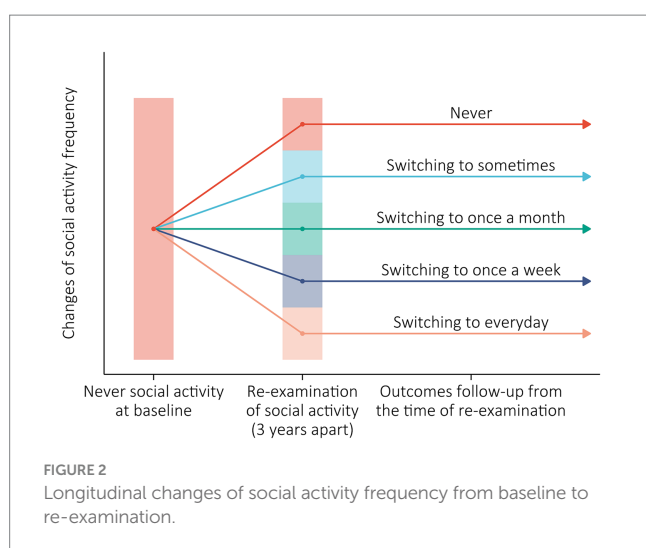 Changes of social activity frequency
Never
Switching to sometimes
Switching to once a month
Switching to once a week
Switching to everyday
Never social activity
at baseline
Re-examination
of social activity
(3 years apart)
Outcomes follow-up from
the time of re-examination
FIGURE 2
Longitudinal changes of social activity frequency from baseline to
re-examination.